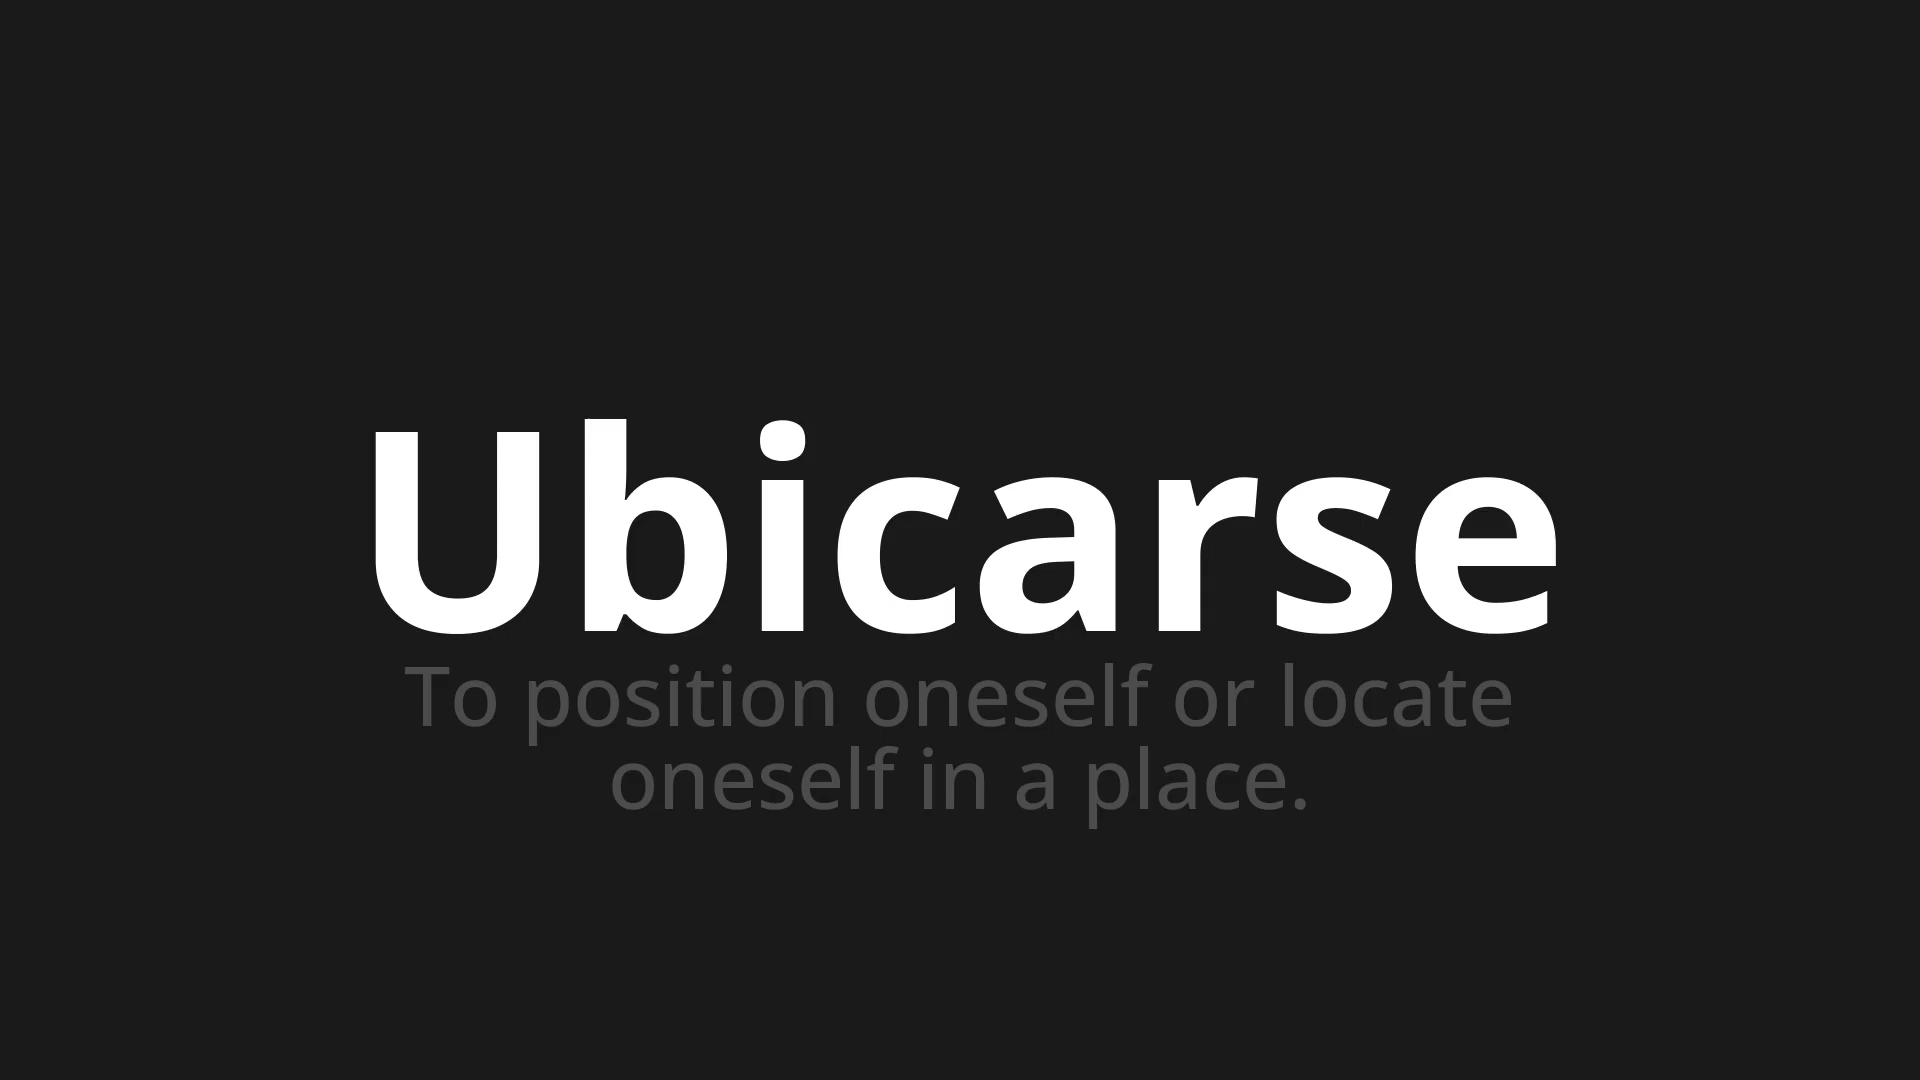 Ubicarse
To position oneself or locate
oneself in a place.